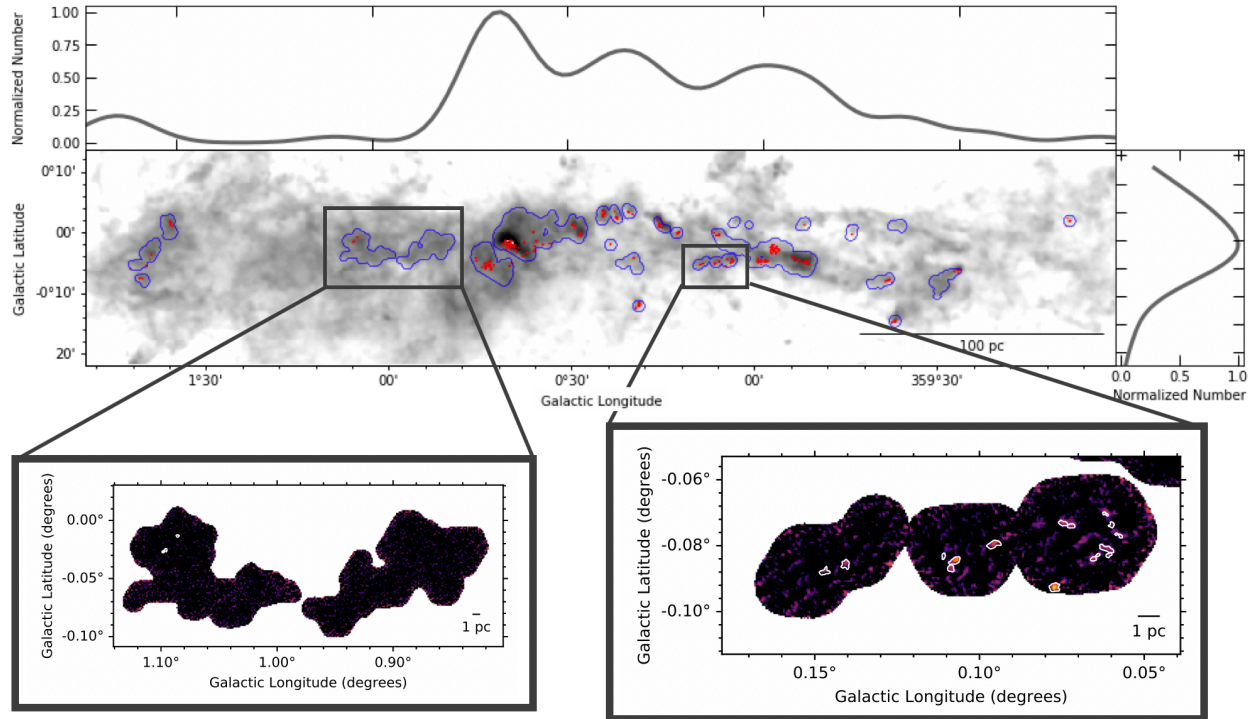 Normalized Number
1.00
0.75
0.50
0.25
0.00
Galactic Latitude
0°10'
00'
-0°10'
20'
100 pc
1°30' 00' 0°30' 00' 359°30'
Galactic Longitude
0.0 0.5 1.0
Normalized Number
Galactic Latitude (degrees)
0.00°
-0.05°
-0.10°
1 pc
1.10° 1.00° 0.90°
Galactic Longitude (degrees)
Galactic Latitude (degrees)
-0.06°
-0.08°
-0.10°
1 pc
0.15° 0.10° 0.05°
Galactic Longitude (degrees)